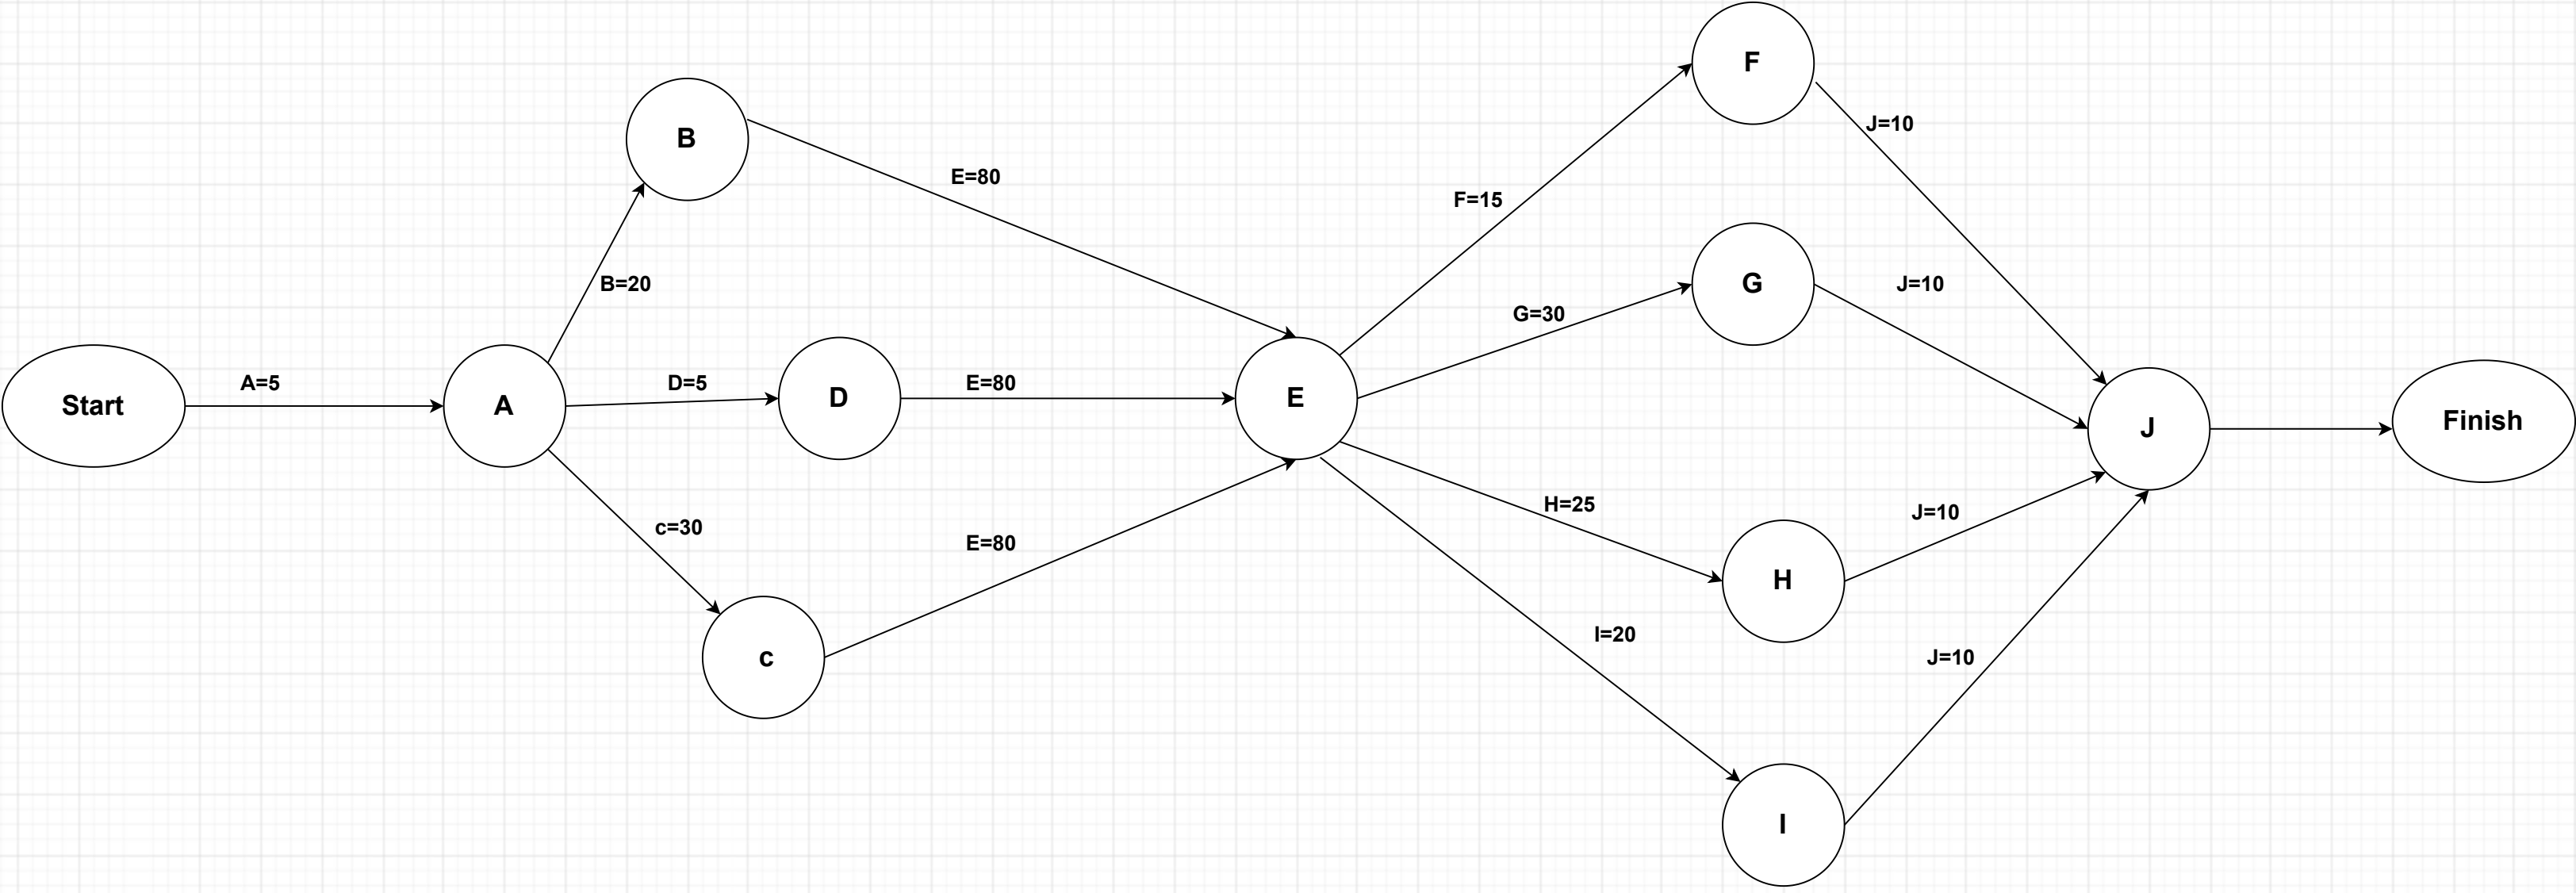 Start
A=5
A
B=20
B
D=5
D
c=30
c
E=80
E=80
E=80
E
F=15
F
G=30
G
H=25
H
I=20
I
J=10
J=10
J=10
J=10
J
Finish